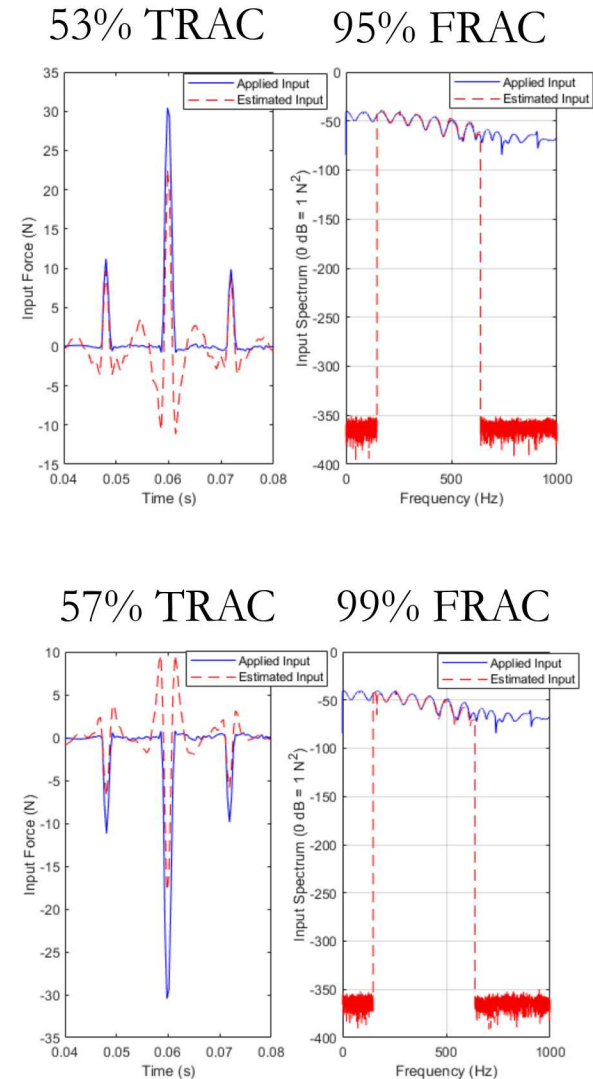 53% TRAC
95% FRAC
35
30
25
20
15
10
5
0
-5
-10
-15
Input Force (N)
0.04 0.05 0.06 0.07 0.08
Time (s)
Applied Input
Estimated Input
0
-50
-100
-150
-200
-250
-300
-350
-400
Input Spectrum (0 dB = 1 N²)
0 500 1000
Frequency (Hz)
Applied Input
Estimated Input
57% TRAC
99% FRAC
10
5
0
-5
-10
-15
-20
-25
-30
-35
Input Force (N)
0.04 0.05 0.06 0.07 0.08
Time (s)
Applied Input
Estimated Input
0
-50
-100
-150
-200
-250
-300
-350
-400
Input Spectrum (0 dB = 1 N²)
0 500 1000
Frequency (Hz)
Applied Input
Estimated Input